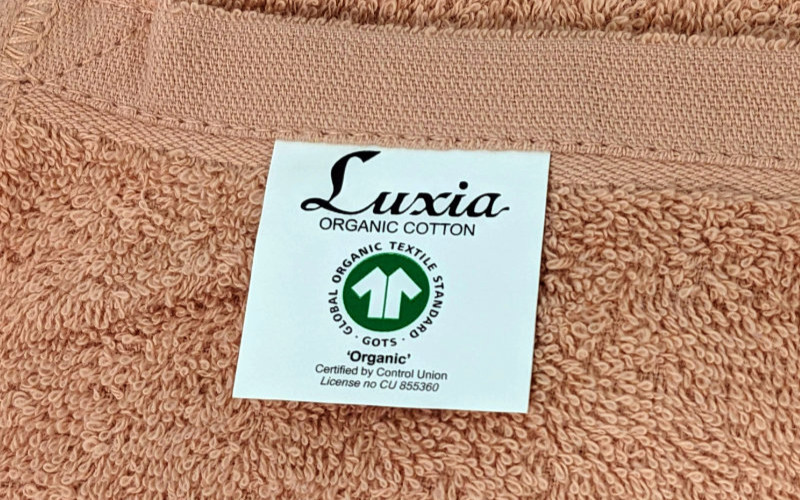 Luxia
ORGANIC COTTON
GLOBAL ORGANIC TEXTILE STANDARD
· GOTS ·
‘Organic’
Certified by Control Union
License no CU 855360